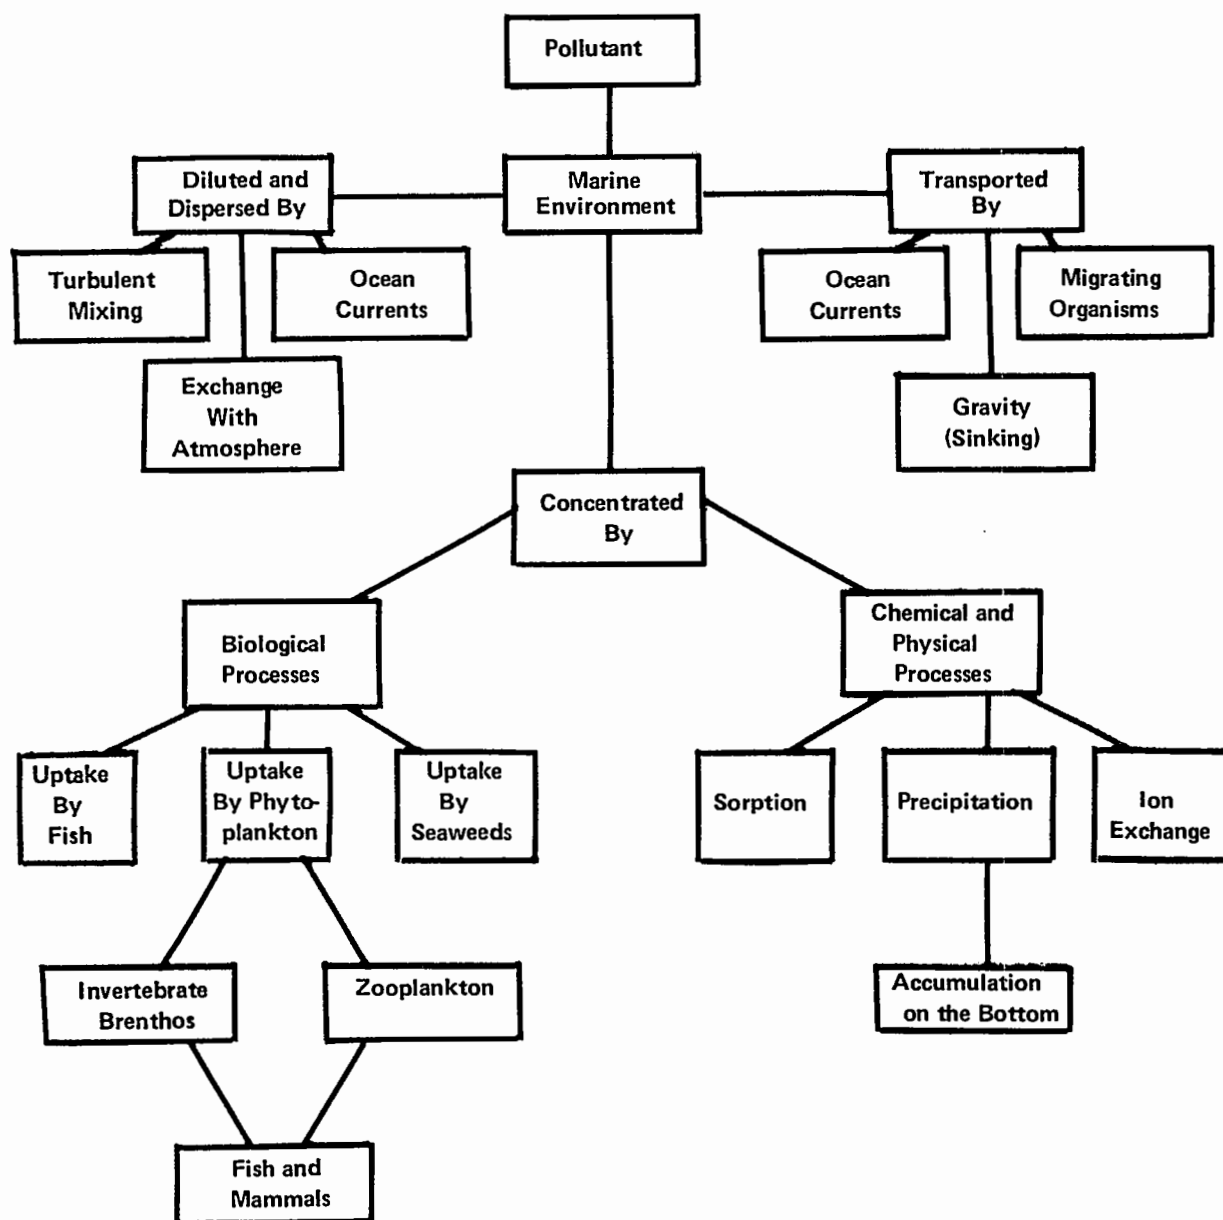 Pollutant
Diluted and
Dispersed By
Marine
Environment
Transported
By
Turbulent
Mixing
Ocean
Currents
Ocean
Currents
Migrating
Organisms
Exchange
With
Atmosphere
Gravity
(Sinking)
Concentrated
By
Biological
Processes
Chemical and
Physical
Processes
Uptake
By
Fish
Uptake
By Phyto-
plankton
Uptake
By
Seaweeds
Sorption
Precipitation
Ion
Exchange
Invertebrate
Brenthos
Zooplankton
Accumulation
on the Bottom
Fish and
Mammals